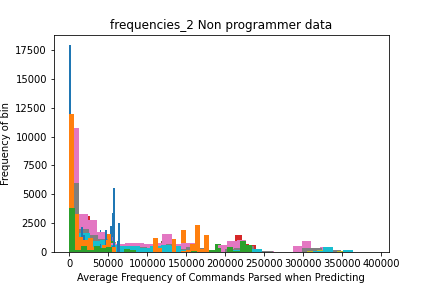 frequencies_2 Non programmer data
Frequency of bin
17500
15000
12500
10000
7500
5000
2500
0
0 50000 100000 150000 200000 250000 300000 350000 400000
Average Frequency of Commands Parsed when Predicting